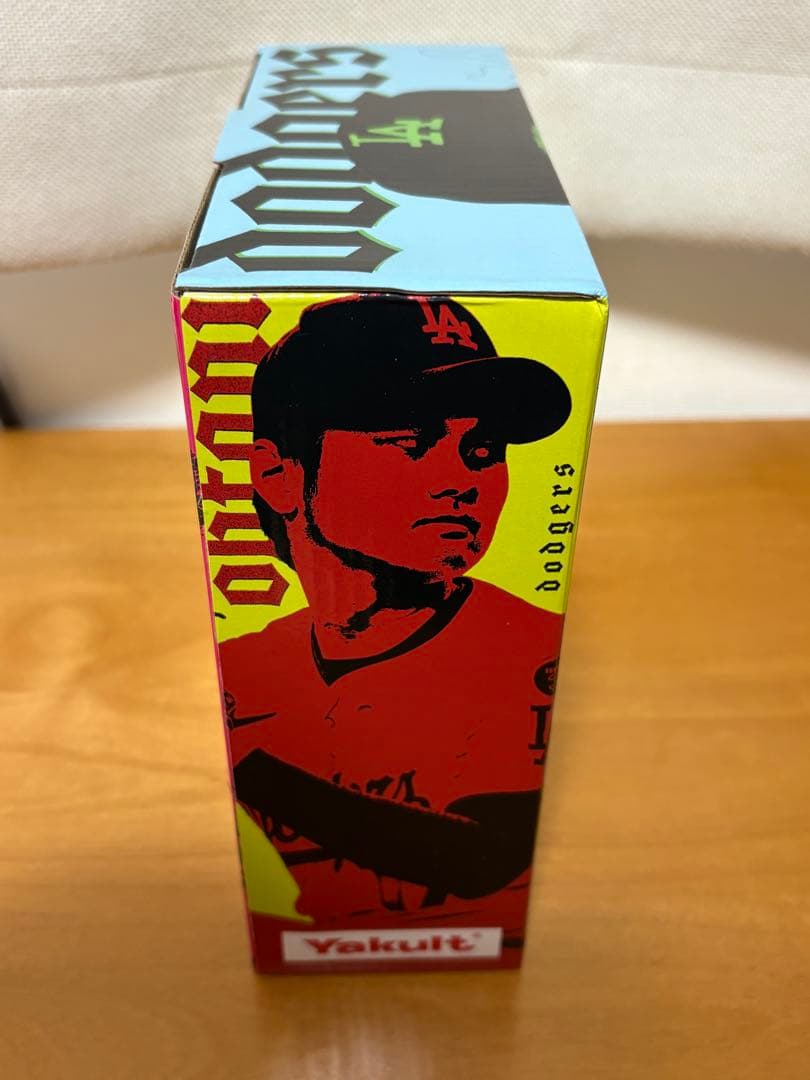 dodgers
LA
ohtani
LA
dodgers
Yakult